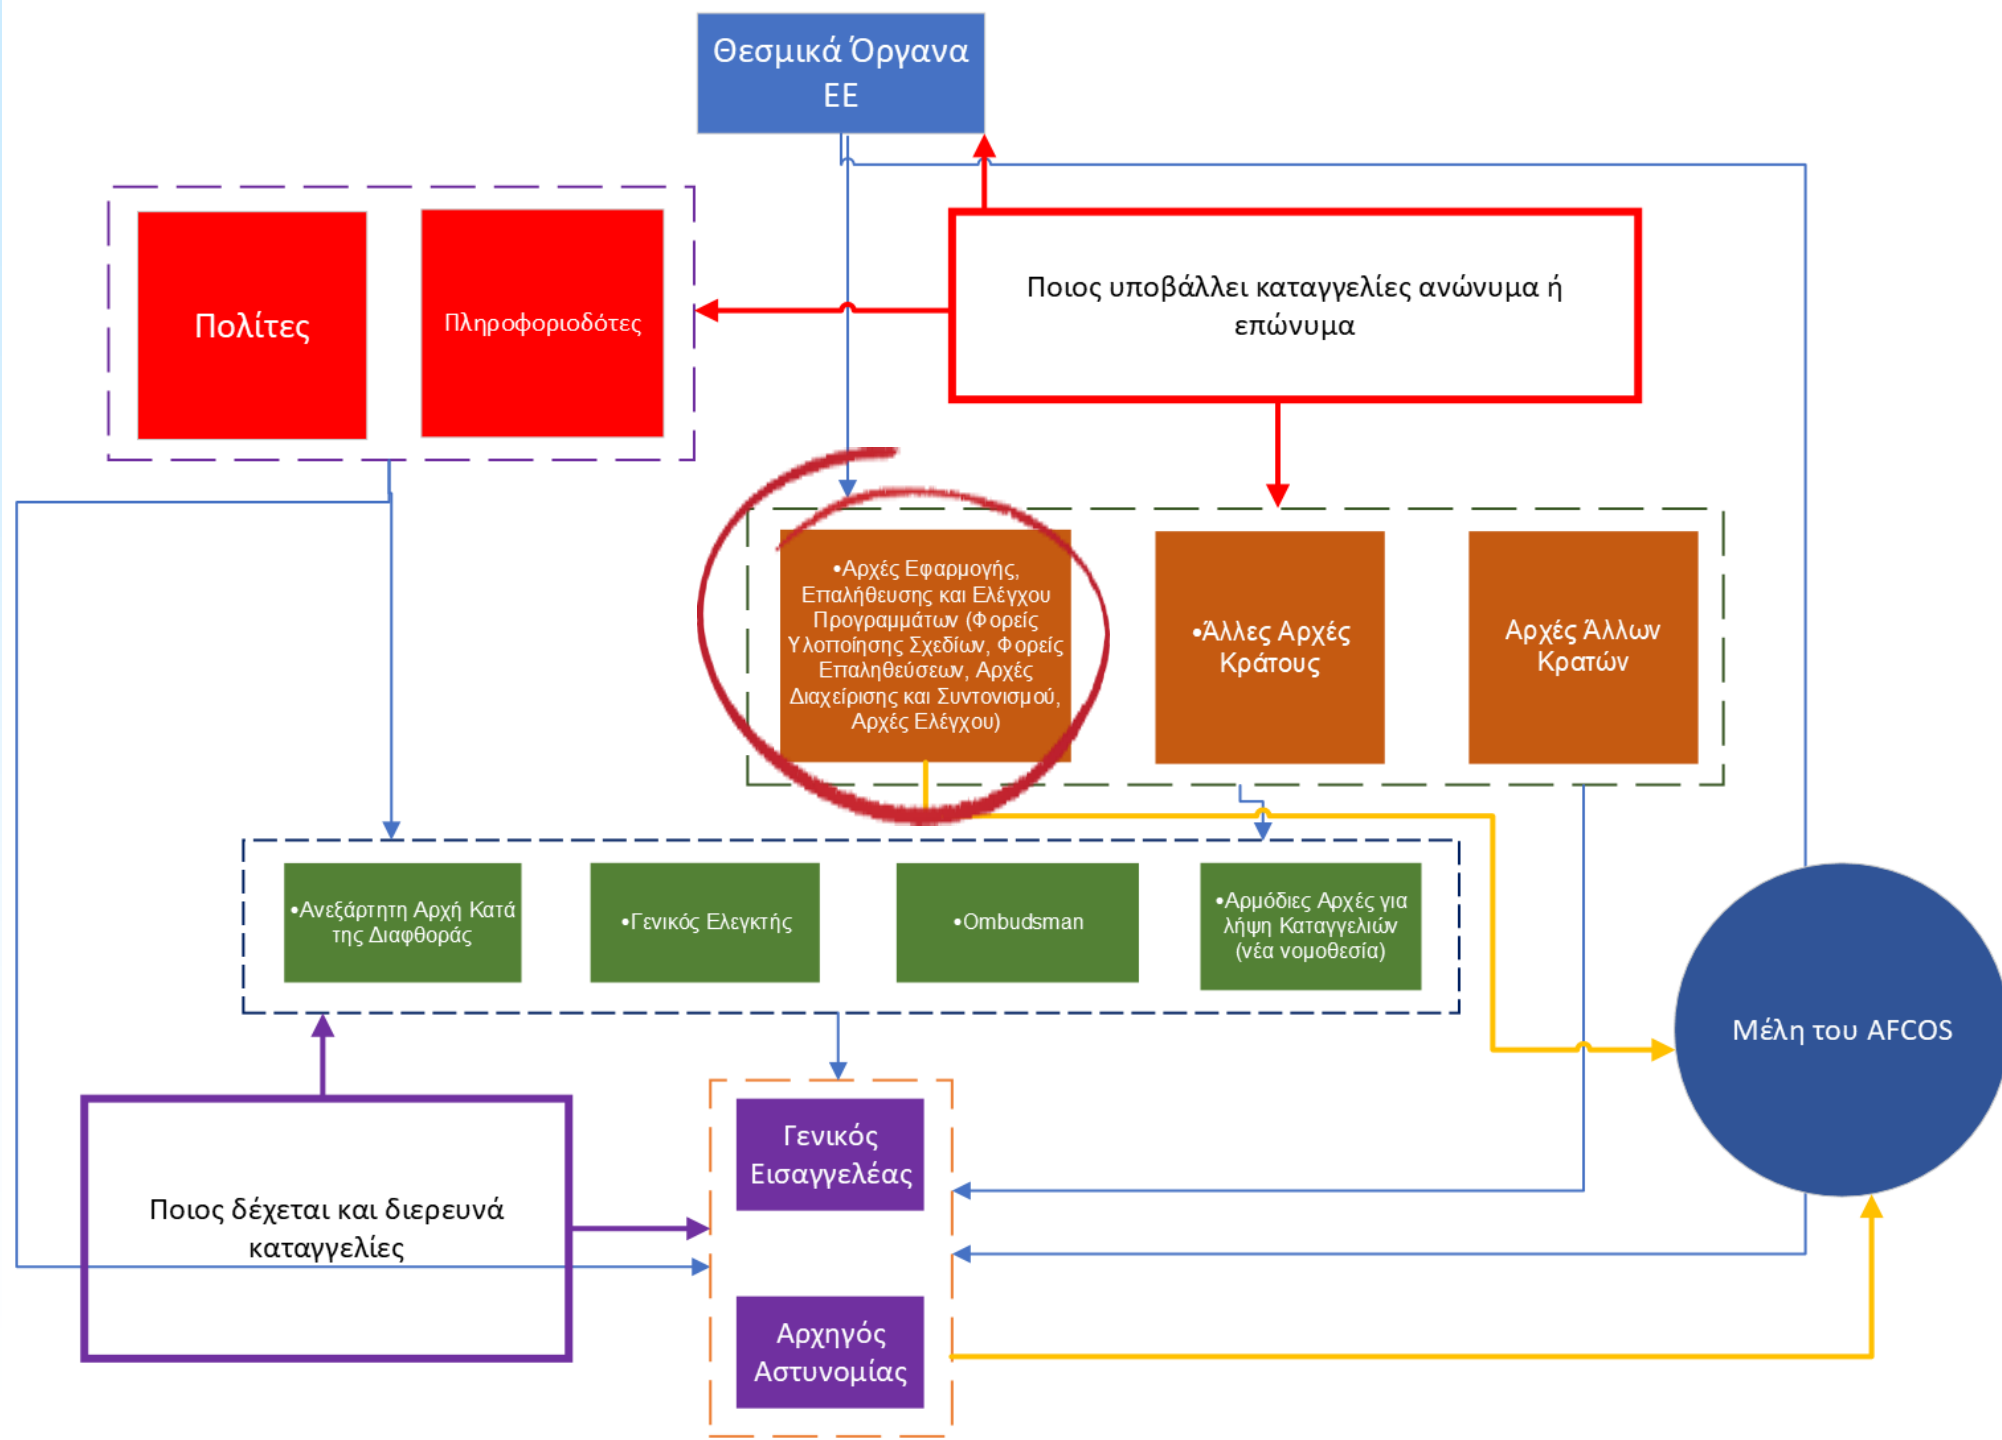 Θεσμικά Όργανα
ΕΕ
Πολίτες
Πληροφοριοδότες
Ποιος υποβάλλει καταγγελίες ανώνυμα ή
επώνυμα
•Αρχές Εφαρμογής,
Επαλήθευσης και Ελέγχου
Προγραμμάτων (Φορείς
Υλοποίησης Σχεδίων, Φορείς
Επαληθεύσεων, Αρχές
Διαχείρισης και Συντονισμού,
Αρχές Ελέγχου)
•Άλλες Αρχές
Κράτους
Αρχές Άλλων
Κρατών
•Ανεξάρτητη Αρχή Κατά
της Διαφθοράς
•Γενικός Ελεγκτής
•Ombudsman
•Αρμόδιες Αρχές για
λήψη Καταγγελιών
(νέα νομοθεσία)
Μέλη του AFCOS
Ποιος δέχεται και διερευνά
καταγγελίες
Γενικός
Εισαγγελέας
Αρχηγός
Αστυνομίας